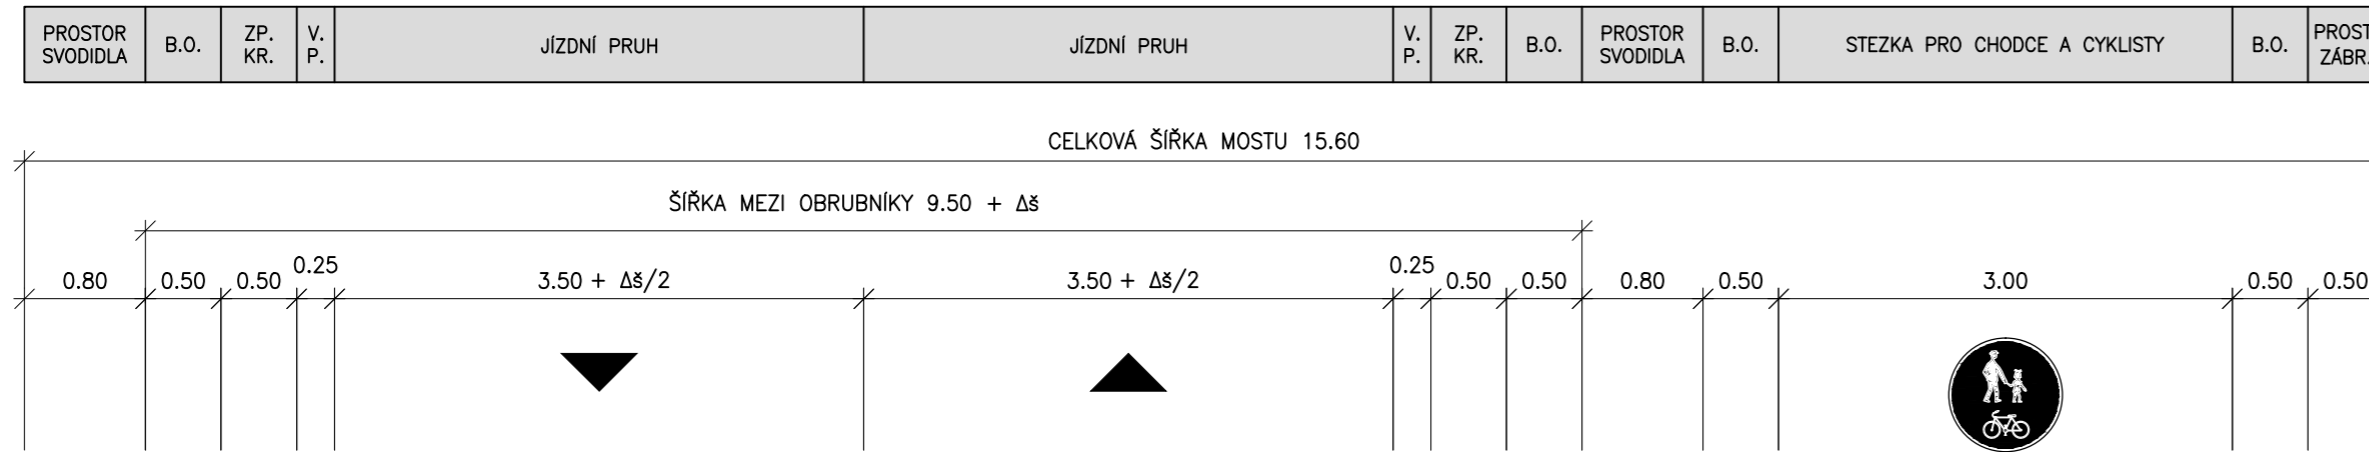 PROSTOR SVODIDLA
B.O.
ZP. KR.
V. P.
JÍZDNÍ PRUH
JÍZDNÍ PRUH
V. P.
ZP. KR.
B.O.
PROSTOR SVODIDLA
B.O.
STEZKA PRO CHODCE A CYKLISTY
B.O.
PROST
ZÁBR.
CELKOVÁ ŠÍŘKA MOSTU 15.60
ŠÍŘKA MEZI OBRUBNÍKY 9.50 + Δš
0.80 0.50 0.50 0.25 3.50 + Δš/2 3.50 + Δš/2 0.25 0.50 0.50 0.80 0.50 3.00 0.50 0.50